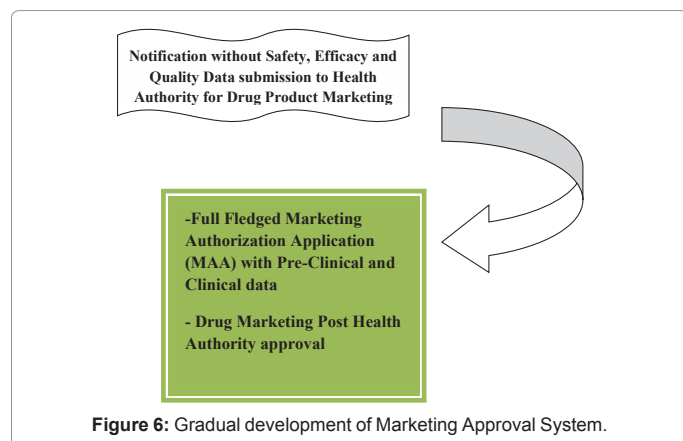 Notification without Safety, Efficacy and
Quality Data submission to Health
Authority for Drug Product Marketing
-Full Fledged Marketing
Authorization Application
(MAA) with Pre-Clinical and
Clinical data
- Drug Marketing Post Health
Authority approval
Figure 6: Gradual development of Marketing Approval System.